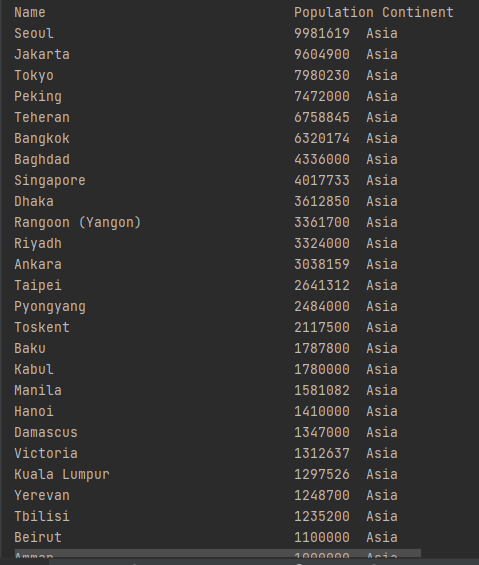 Name Population Continent
Seoul 9981619 Asia
Jakarta 9604900 Asia
Tokyo 7980230 Asia
Peking 7472000 Asia
Teheran 6758845 Asia
Bangkok 6320174 Asia
Baghdad 4336000 Asia
Singapore 4017733 Asia
Dhaka 3612850 Asia
Rangoon (Yangon) 3361700 Asia
Riyadh 3324000 Asia
Ankara 3038159 Asia
Taipei 2641312 Asia
Pyongyang 2484000 Asia
Toskent 2117500 Asia
Baku 1787800 Asia
Kabul 1780000 Asia
Manila 1581082 Asia
Hanoi 1410000 Asia
Damascus 1347000 Asia
Victoria 1312637 Asia
Kuala Lumpur 1297526 Asia
Yerevan 1248700 Asia
Tbilisi 1235200 Asia
Beirut 1100000 Asia
Amman 1000000 Asia